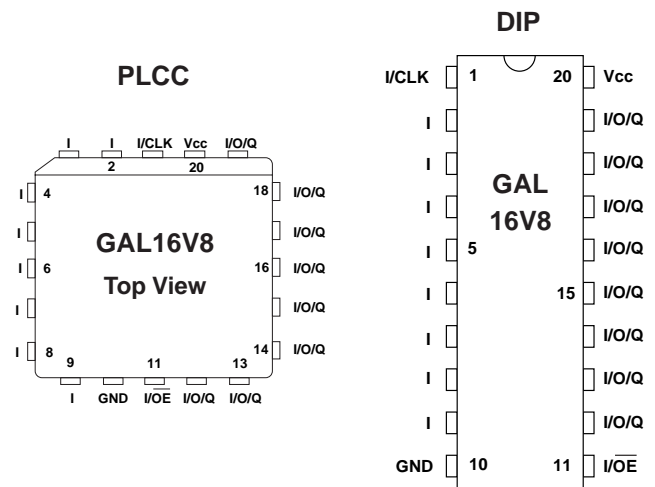 DIP
PLCC
I/CLK 1 20 Vcc
I I/O/Q
I I/O/Q
I I/O/Q
I 5 I/O/Q
I 15 I/O/Q
I I/O/Q
I I/O/Q
I I/O/Q
GND 10 11 I/OE
GAL
16V8
I I I/CLK Vcc I/O/Q
2 20
I 4 18 I/O/Q
I I/O/Q
I 6 16 I/O/Q
I I/O/Q
I 8 14 I/O/Q
GAL16V8
Top View
9 11 13
I GND I/OE I/O/Q I/O/Q